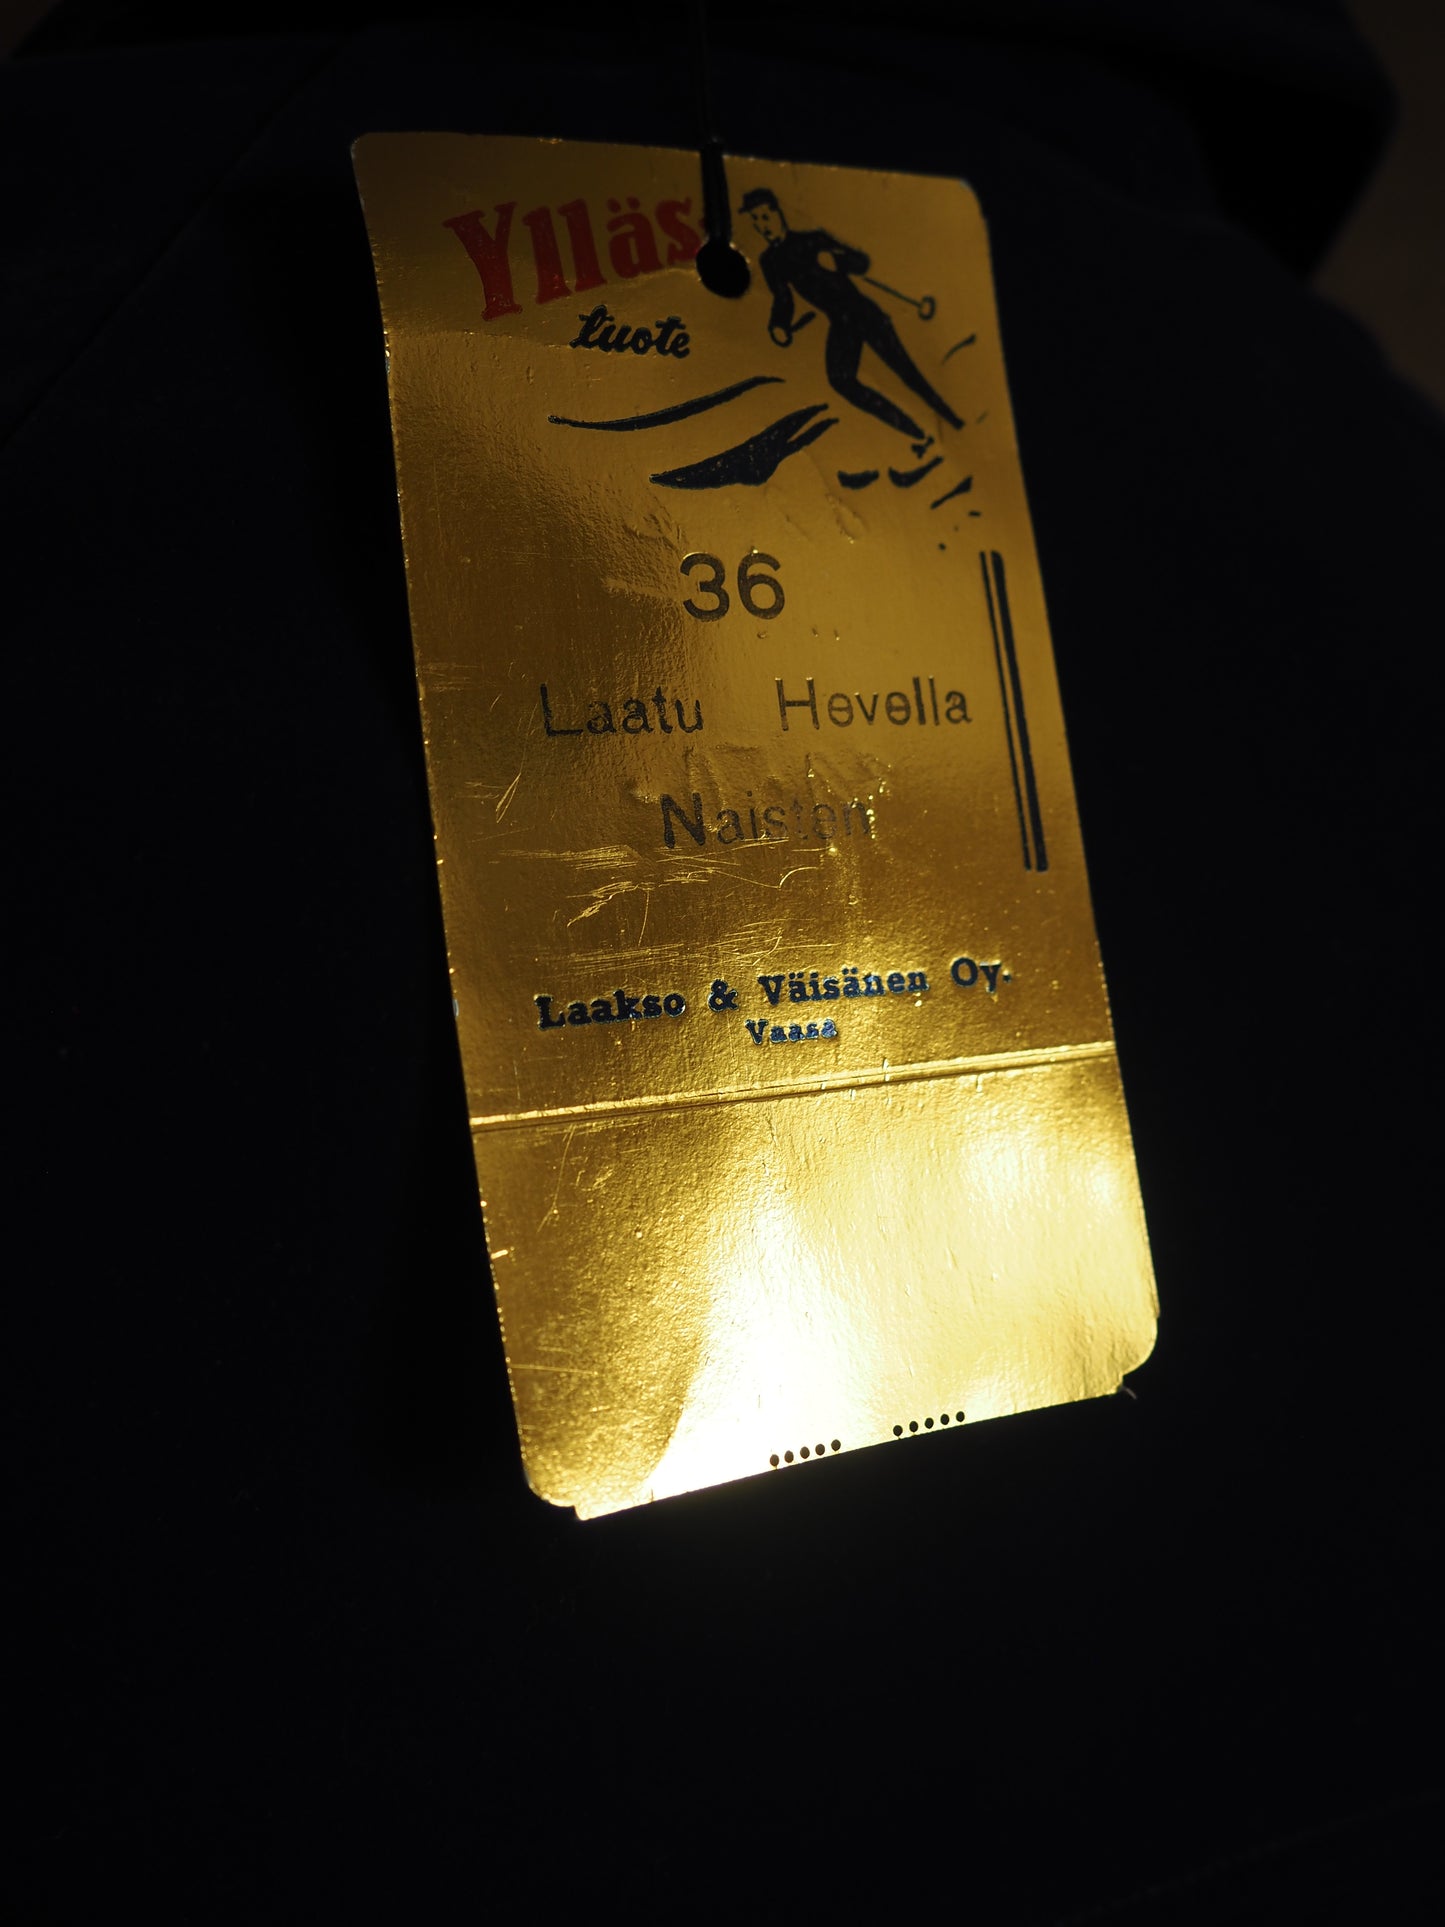 Ylläs
tuote
36
Laatu Hevella
Naisten
Laakso & Väisänen Oy.
Vaasa